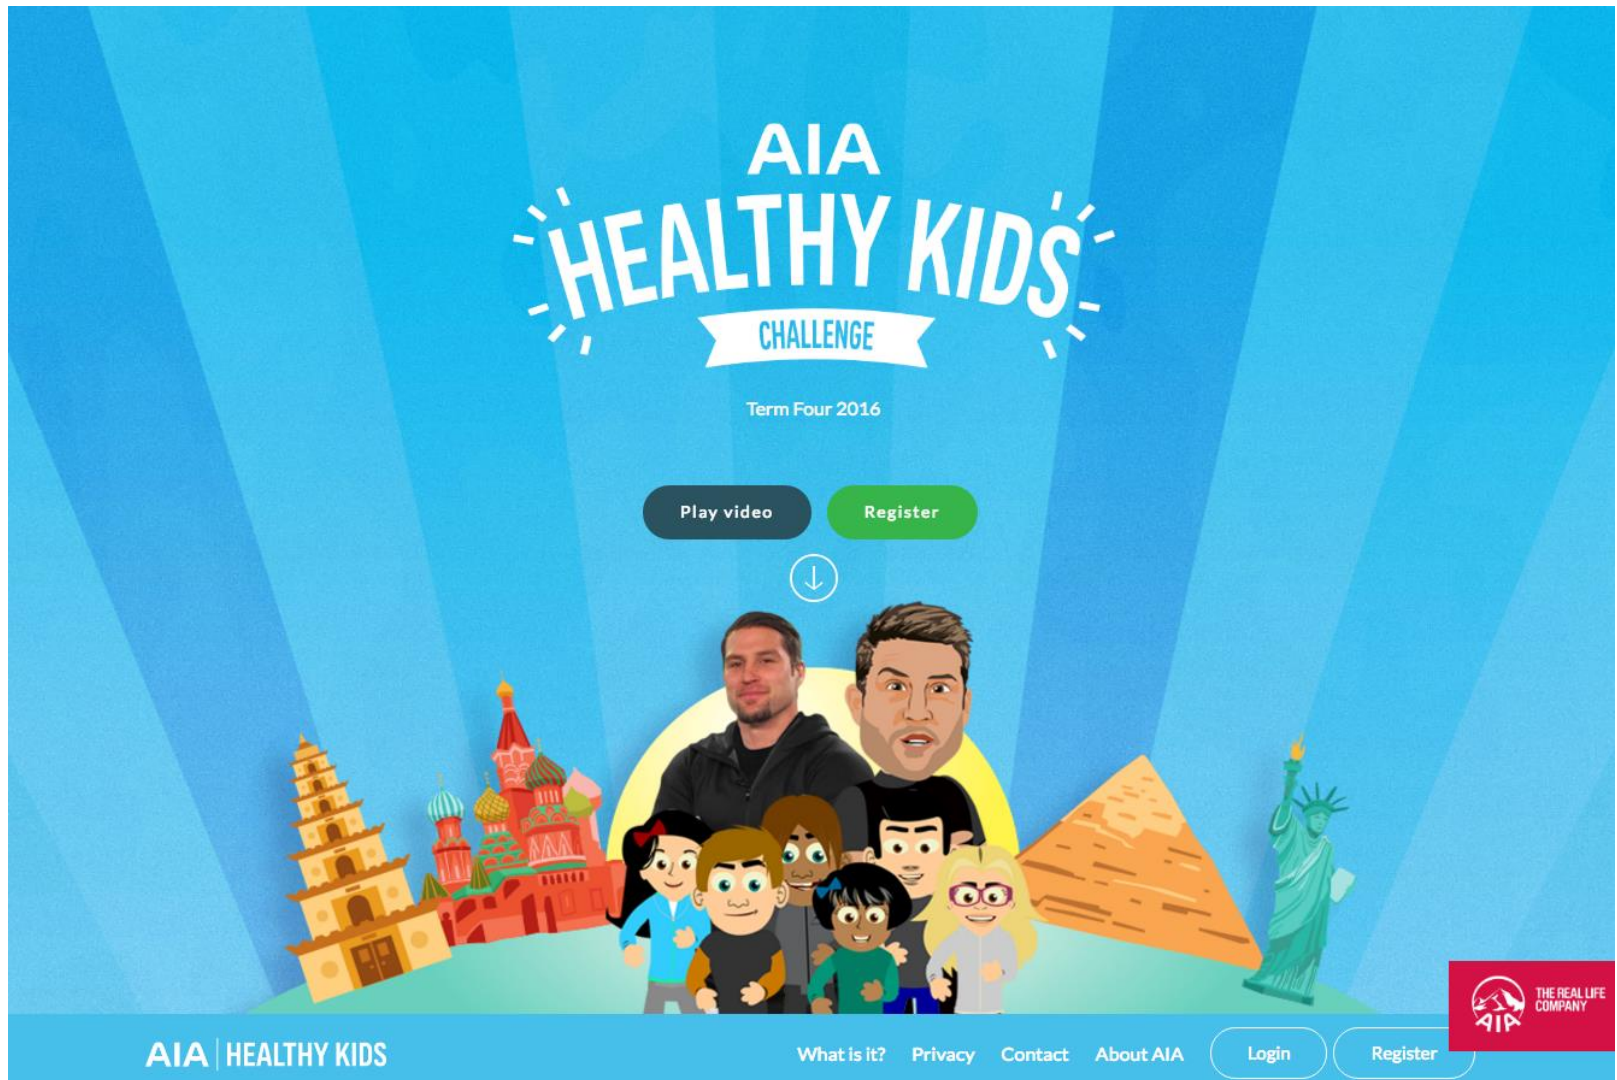 AIA
HEALTHY KIDS
CHALLENGE
Term Four 2016
Play video
Register
AIA HEALTHY KIDS
What is it?
Privacy
Contact
About AIA
Login
Register
THE REAL LIFE
COMPANY
AIA